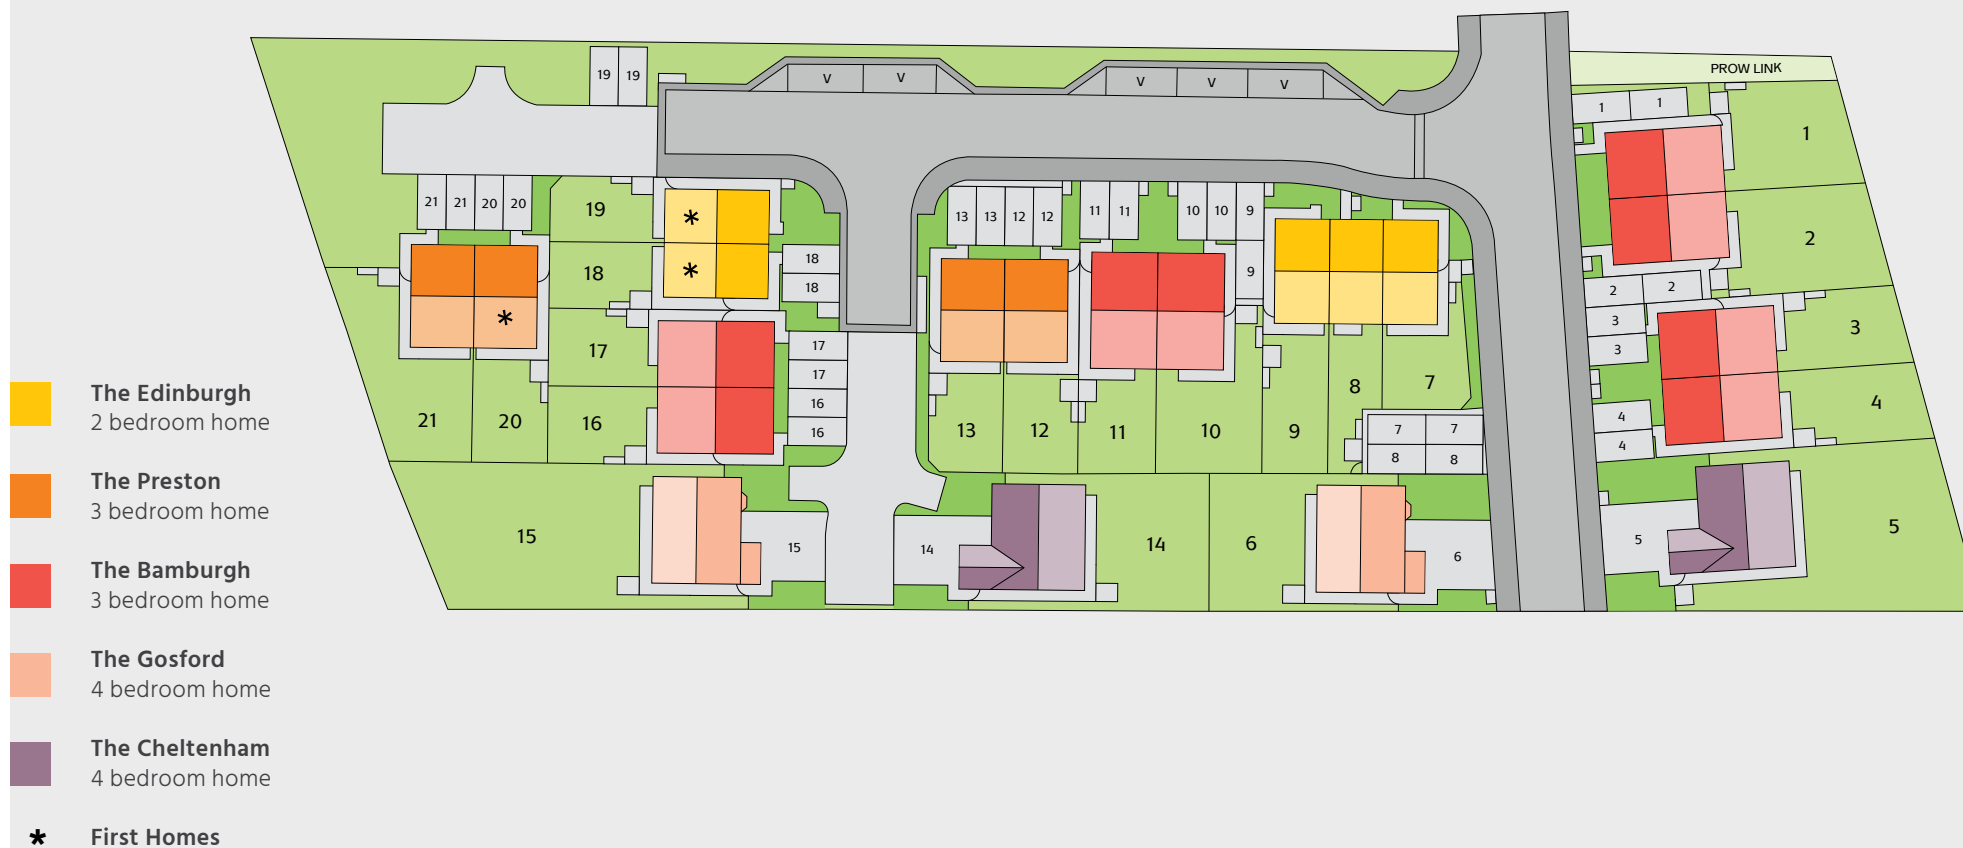 PROW LINK
19 19
V V
V V V
1 1
1
21 21 20 20
19
*
13 13 12 12
11 11
10 10 9
2
18
*
18
18
9
2 2
3
3
3
*
17
17
17
16
16
16
8
7
4
4
4
21
20
13
12
11
10
9
7 7
8 8
15
15
14
14
6
6
5
5
The Edinburgh
2 bedroom home
The Preston
3 bedroom home
The Bamburgh
3 bedroom home
The Gosford
4 bedroom home
The Cheltenham
4 bedroom home
* First Homes